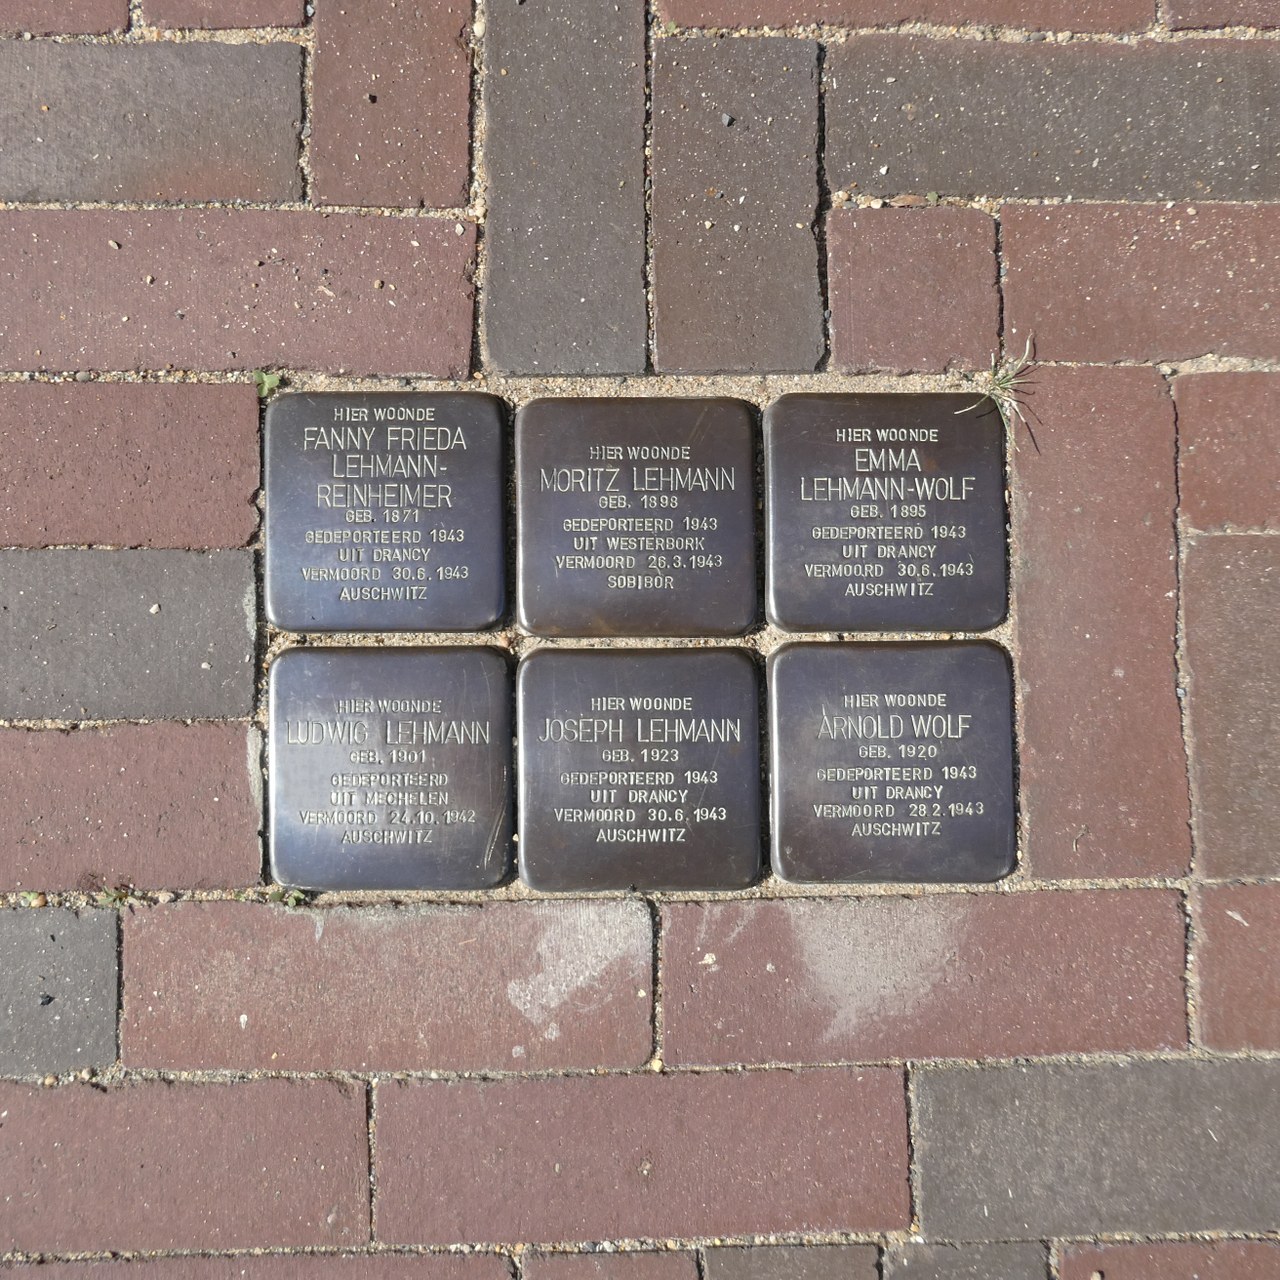 HIER WOONDE
FANNY FRIEDA
LEHMANN-
REINHEIMER
GEB. 1871
GEDEPORTEERD 1943
UIT DRANCY
VERMOORD 30.6.1943
AUSCHWITZ
HIER WOONDE
MORITZ LEHMANN
GEB. 1898
GEDEPORTEERD 1943
UIT WESTERBORK
VERMOORD 26.3.1943
SOBIBOR
HIER WOONDE
EMMA
LEHMANN-WOLF
GEB. 1895
GEDEPORTEERD 1943
UIT DRANCY
VERMOORD 30.6.1943
AUSCHWITZ
HIER WOONDE
LUDWIG LEHMANN
GEB. 1901
GEDEPORTEERD
UIT MECHELEN
VERMOORD 24.10.1942
AUSCHWITZ
HIER WOONDE
JOSEPH LEHMANN
GEB. 1923
GEDEPORTEERD 1943
UIT DRANCY
VERMOORD 30.6.1943
AUSCHWITZ
HIER WOONDE
ARNOLD WOLF
GEB. 1920
GEDEPORTEERD 1943
UIT DRANCY
VERMOORD 28.2.1943
AUSCHWITZ